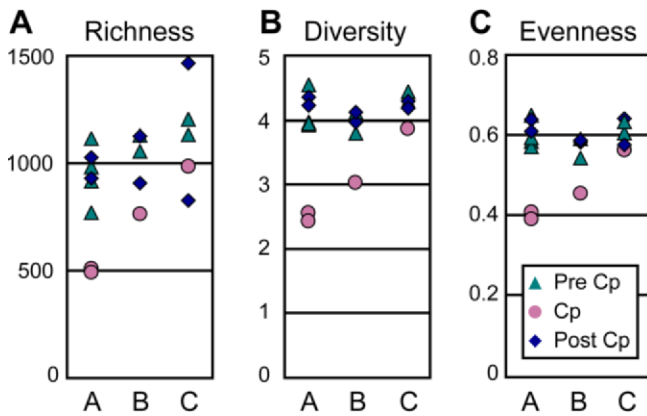 A Richness
1500
1000
500
0
A B C
B Diversity
5
4
3
2
1
0
A B C
C Evenness
0.8
0.6
0.4
0.2
0
A B C
Pre Cp
Cp
Post Cp